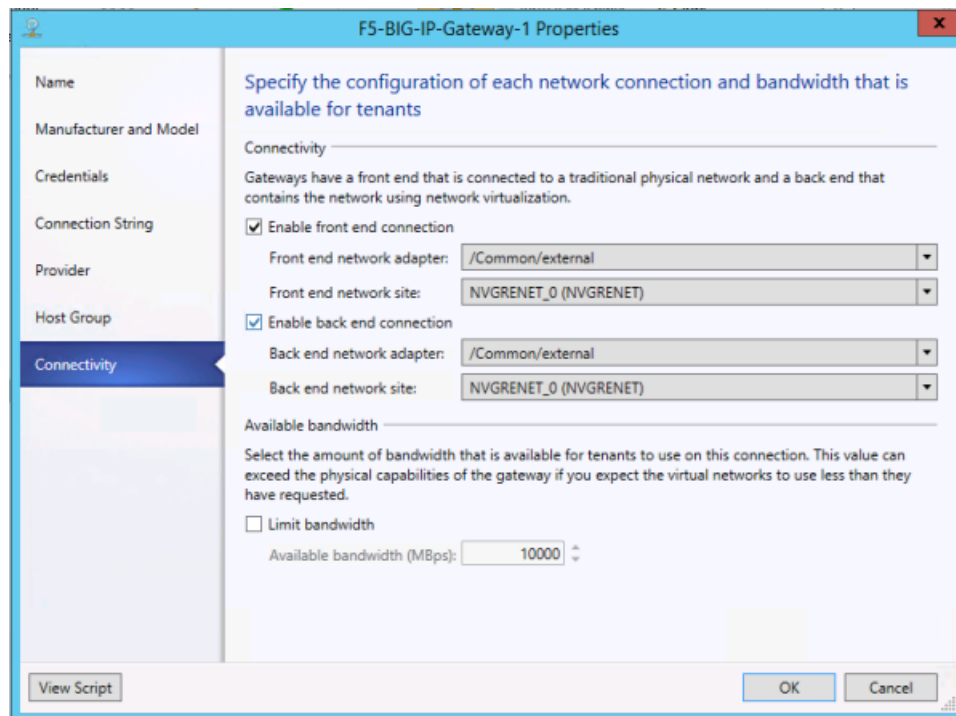 F5-BIG-IP-Gateway-1 Properties
x
Name
Manufacturer and Model
Credentials
Connection String
Provider
Host Group
Connectivity
Specify the configuration of each network connection and bandwidth that is
available for tenants
Connectivity
Gateways have a front end that is connected to a traditional physical network and a back end that
contains the network using network virtualization.
Enable front end connection
Front end network adapter: /Common/external
Front end network site: NVGRENET_0 (NVGRENET)
Enable back end connection
Back end network adapter: /Common/external
Back end network site: NVGRENET_0 (NVGRENET)
Available bandwidth
Select the amount of bandwidth that is available for tenants to use on this connection. This value can
exceed the physical capabilities of the gateway if you expect the virtual networks to use less than they
have requested.
Limit bandwidth
Available bandwidth (MBps): 10000
View Script
OK Cancel